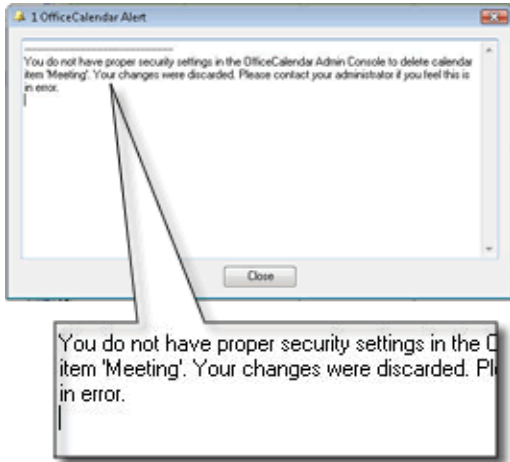 1 OfficeCalendar Alert
You do not have proper security settings in the OfficeCalendar Admin Console to delete calendar
item 'Meeting'. Your changes were discarded. Please contact your administrator if you feel this is
in error.
Close
You do not have proper security settings in the
item 'Meeting'. Your changes were discarded.
in error.